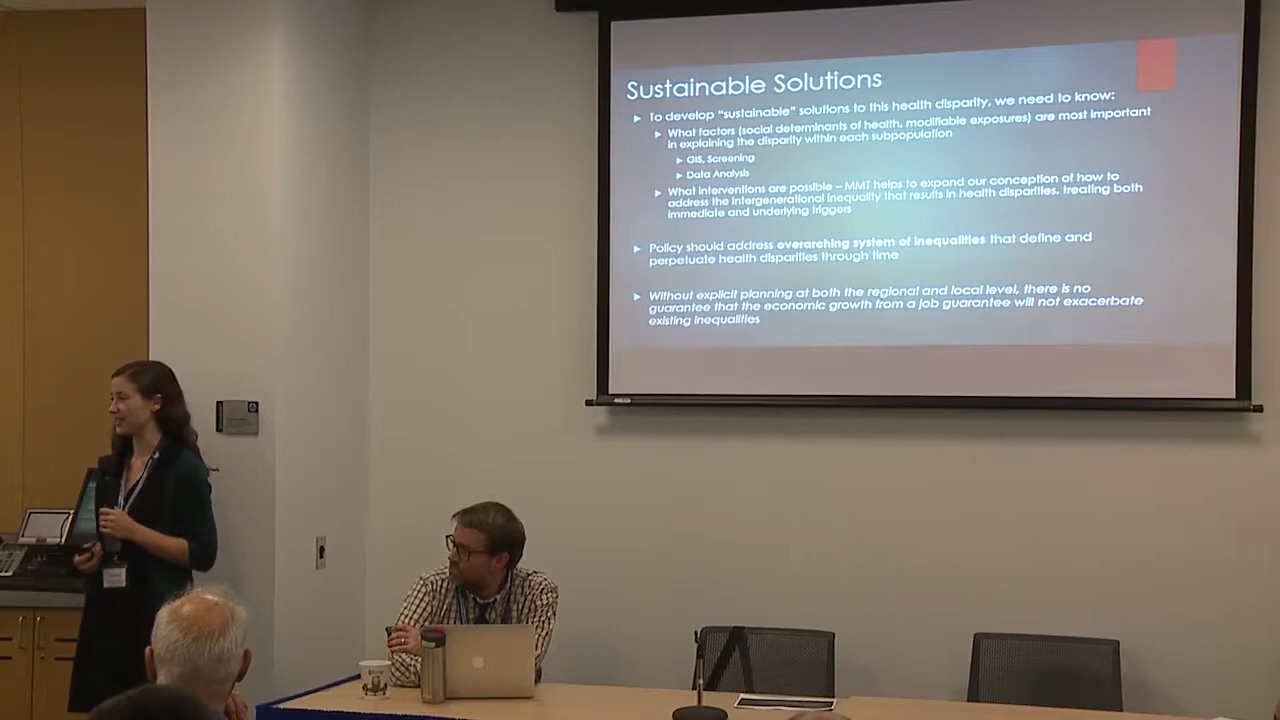 Sustainable Solutions
To develop “sustainable” solutions to this health disparity, we need to know:
What factors (social determinants of health, modifiable exposures) are most important
in explaining the disparity within each subpopulation
GIS, Screening
Data Analysis
What interventions are possible – MMT helps to expand our conception of how to
address the intergenerational inequality that results in health disparities, treating both
immediate and underlying triggers
Policy should address overarching system of inequalities that define and
perpetuate health disparities through time
Without explicit planning at both the regional and local level, there is no
guarantee that the economic growth from a job guarantee will not exacerbate
existing inequalities